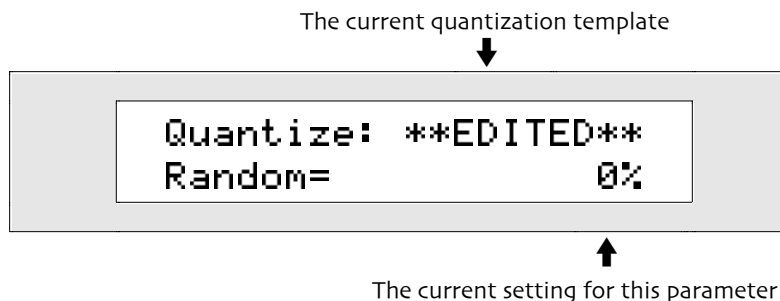 The current quantization template
Quantize: **EDITED**
Random= 0%
The current setting for this parameter